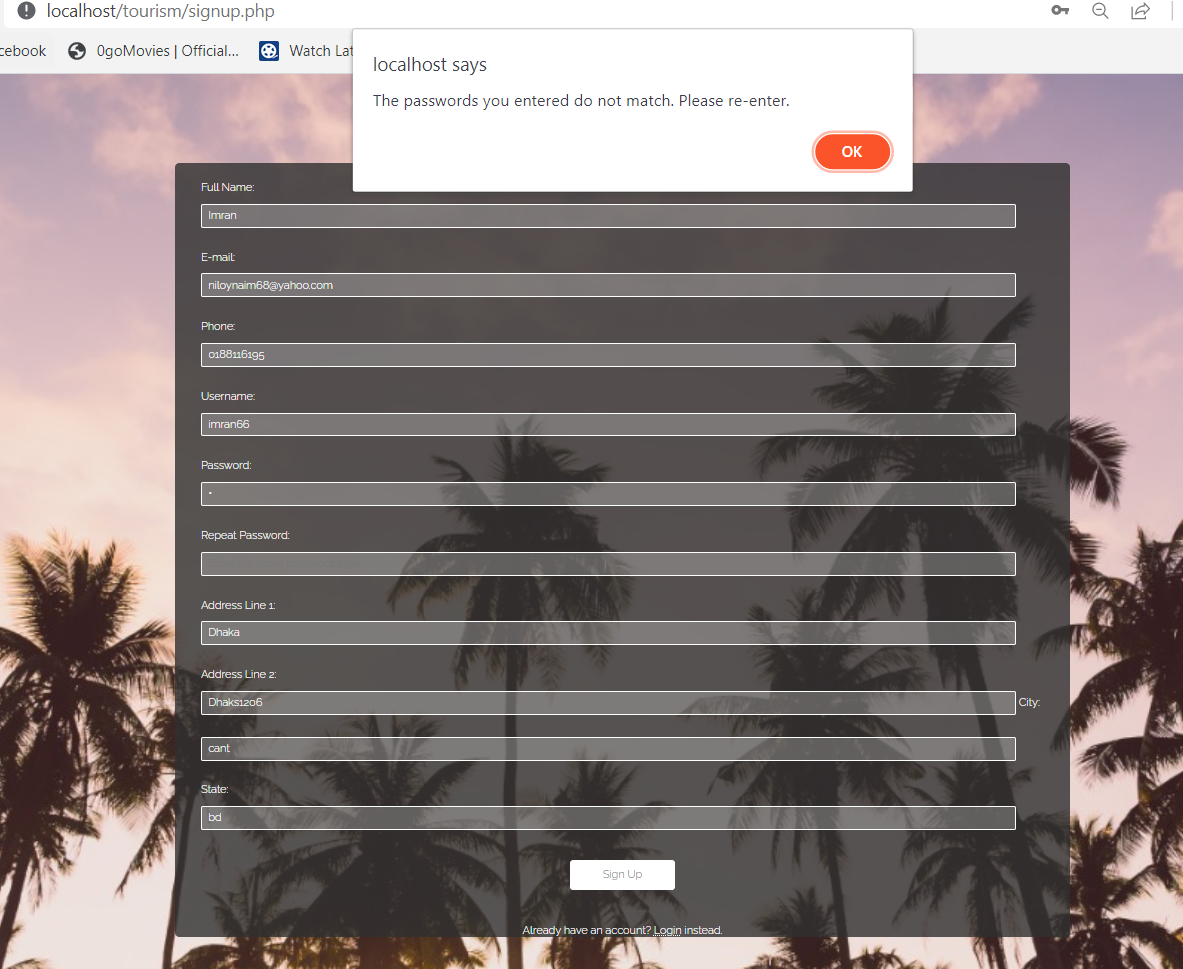 localhost/tourism/signup.php
cebook 0goMovies | Official... Watch Lat
localhost says
The passwords you entered do not match. Please re-enter.
OK
Full Name:
Imran
E-mail:
niloynaim68@yahoo.com
Phone:
0188116195
Username:
imran66
Password:
Repeat Password:
Address Line 1:
Dhaka
Address Line 2:
Dhaks1206 City:
cant
State:
bd
Sign Up
Already have an account? Login instead.